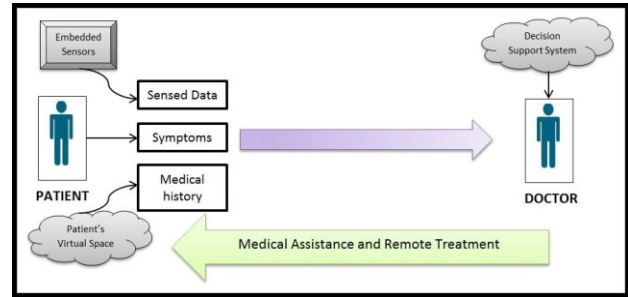 Embedded
Sensors
Decision
Support System
Sensed Data
Symptoms
Medical
history
PATIENT
DOCTOR
Patient's
Virtual Space
Medical Assistance and Remote Treatment